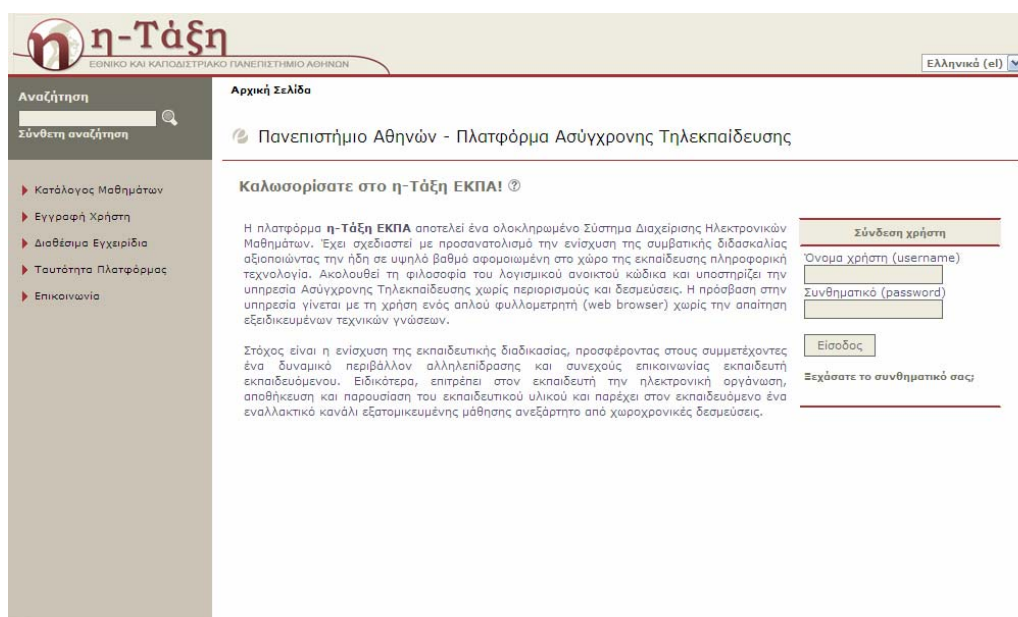 η-Τάξη
ΕΘΝΙΚΟ ΚΑΙ ΚΑΠΟΔΙΣΤΡΙΑΚΟ ΠΑΝΕΠΙΣΤΗΜΙΟ ΑΘΗΝΩΝ
Ελληνικά (el)
Αναζήτηση
Σύνθετη αναζήτηση
Κατάλογος Μαθημάτων
Εγγραφή Χρήστη
Διαθέσιμα Εγχειρίδια
Ταυτότητα Πλατφόρμας
Επικοινωνία
Αρχική Σελίδα
Πανεπιστήμιο Αθηνών - Πλατφόρμα Ασύγχρονης Τηλεκπαίδευσης
Καλωσορίσατε στο η-Τάξη ΕΚΠΑ!
Η πλατφόρμα η-Τάξη ΕΚΠΑ αποτελεί ένα ολοκληρωμένο Σύστημα Διαχείρισης Ηλεκτρονικών
Μαθημάτων. Έχει σχεδιαστεί με προσανατολισμό την ενίσχυση της συμβατικής διδασκαλίας
αξιοποιώντας την ήδη σε υψηλό βαθμό αφομοιωμένη στο χώρο της εκπαίδευσης πληροφορική
τεχνολογία. Ακολουθεί τη φιλοσοφία του λογισμικού ανοικτού κώδικα και υποστηρίζει την
υπηρεσία Ασύγχρονης Τηλεκπαίδευσης χωρίς περιορισμούς και δεσμεύσεις. Η πρόσβαση στην
υπηρεσία γίνεται με τη χρήση ενός απλού φυλλομετρητή (web browser) χωρίς την απαίτηση
εξειδικευμένων τεχνικών γνώσεων.
Στόχος είναι η ενίσχυση της εκπαιδευτικής διαδικασίας, προσφέροντας στους συμμετέχοντες
ένα δυναμικό περιβάλλον αλληλεπίδρασης και συνεχούς επικοινωνίας εκπαιδευτή
εκπαιδευόμενου. Ειδικότερα, επιτρέπει στον εκπαιδευτή την ηλεκτρονική οργάνωση,
αποθήκευση και παρουσίαση του εκπαιδευτικού υλικού και παρέχει στον εκπαιδευόμενο ένα
εναλλακτικό κανάλι εξατομικευμένης μάθησης ανεξάρτητο από χωροχρονικές δεσμεύσεις.
Σύνδεση χρήστη
Όνομα χρήστη (username)
Συνθηματικό (password)
Είσοδος
Ξεχάσατε το συνθηματικό σας;